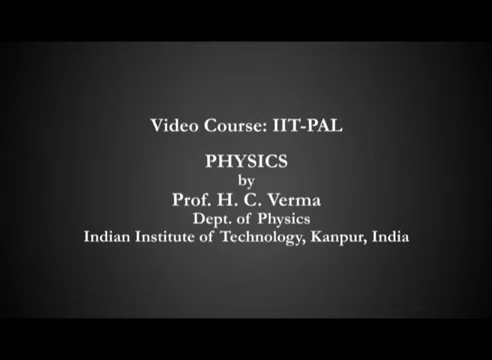 Video Course: IIT-PAL
PHYSICS
by
Prof. H. C. Verma
Dept. of Physics
Indian Institute of Technology, Kanpur, India